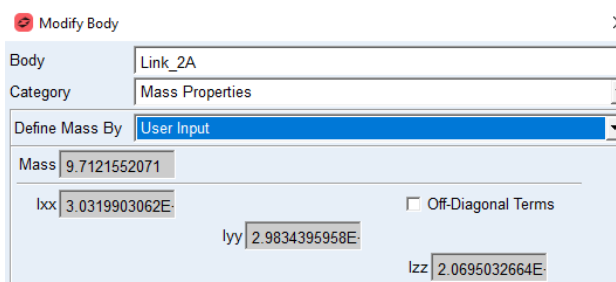 Modify Body
Body Link_2A
Category Mass Properties
Define Mass By User Input
Mass 9.7121552071
Ixx 3.0319903062E- Off-Diagonal Terms
Iyy 2.9834395958E-
Izz 2.0695032664E-